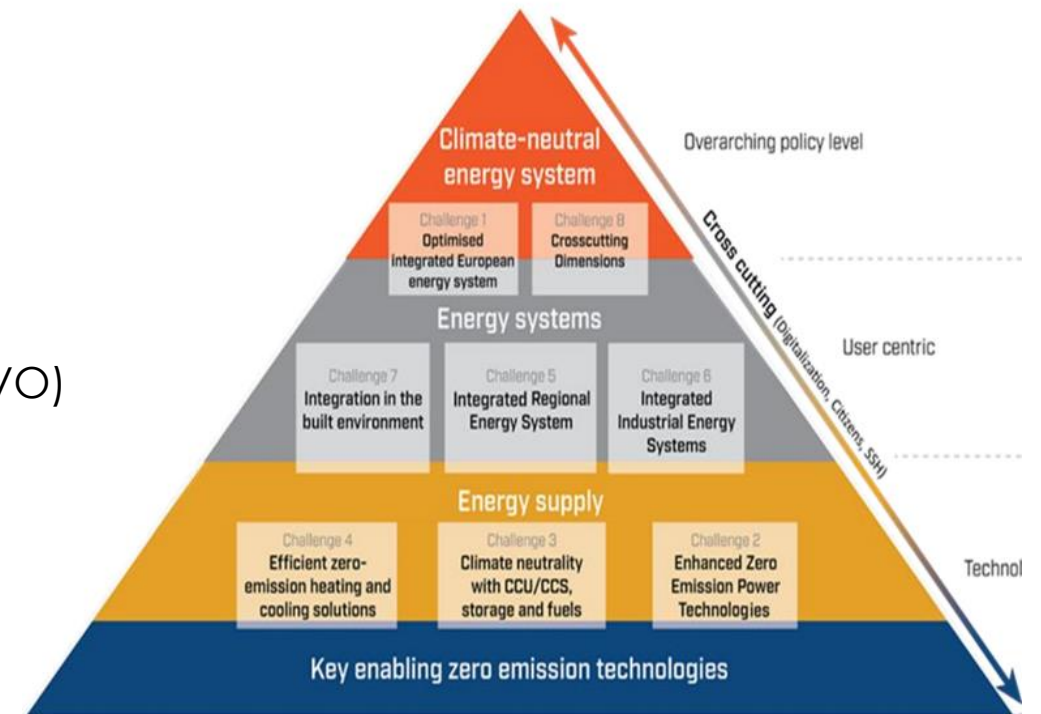 Climate-neutral
energy system
Overarching policy level
Challenge 1
Optimised
integrated European
energy system
Challenge 8
Crosscutting
Dimensions
Cross cutting (Digitalization, Citizens, SSH)
Energy systems
User centric
/O)
Challenge 7
Integration in the
built environment
Challenge 5
Integrated Regional
Energy System
Challenge 6
Integrated
Industrial Energy
Systems
Energy supply
Challenge 4
Efficient zero-
emission heating and
cooling solutions
Challenge 3
Climate neutrality
with CCU/CCS,
storage and fuels
Challenge 2
Enhanced Zero
Emission Power
Technologies
Technol
Key enabling zero emission technologies